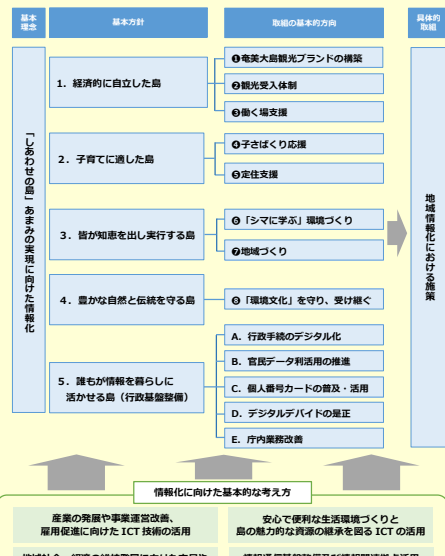 基本
理念
基本方針
取組の基本的方向
具体的
取組
「しあわせの島」あまみの実現に向けた情報化
1．経済的に自立した島
❶奄美大島観光ブランドの構築
❷観光受入体制
❸働く場支援
2．子育てに適した島
❹子さばくり応援
❺定住支援
3．皆が知恵を出し実行する島
❻「シマに学ぶ」環境づくり
❼地域づくり
4．豊かな自然と伝統を守る島
❽「環境文化」を守り、受け継ぐ
5．誰もが情報を暮らしに
活かせる島（行政基盤整備）
A．行政手続のデジタル化
B．官民データ利活用の推進
C．個人番号カードの普及・活用
D．デジタルデバイドの是正
E．庁内業務改善
地域情報化における施策
情報化に向けた基本的な考え方
産業の発展や事業運営改善、
雇用促進に向けた ICT 技術の活用
安心で便利な生活環境づくりと
島の魅力的な資源の継承を図る ICT の活用